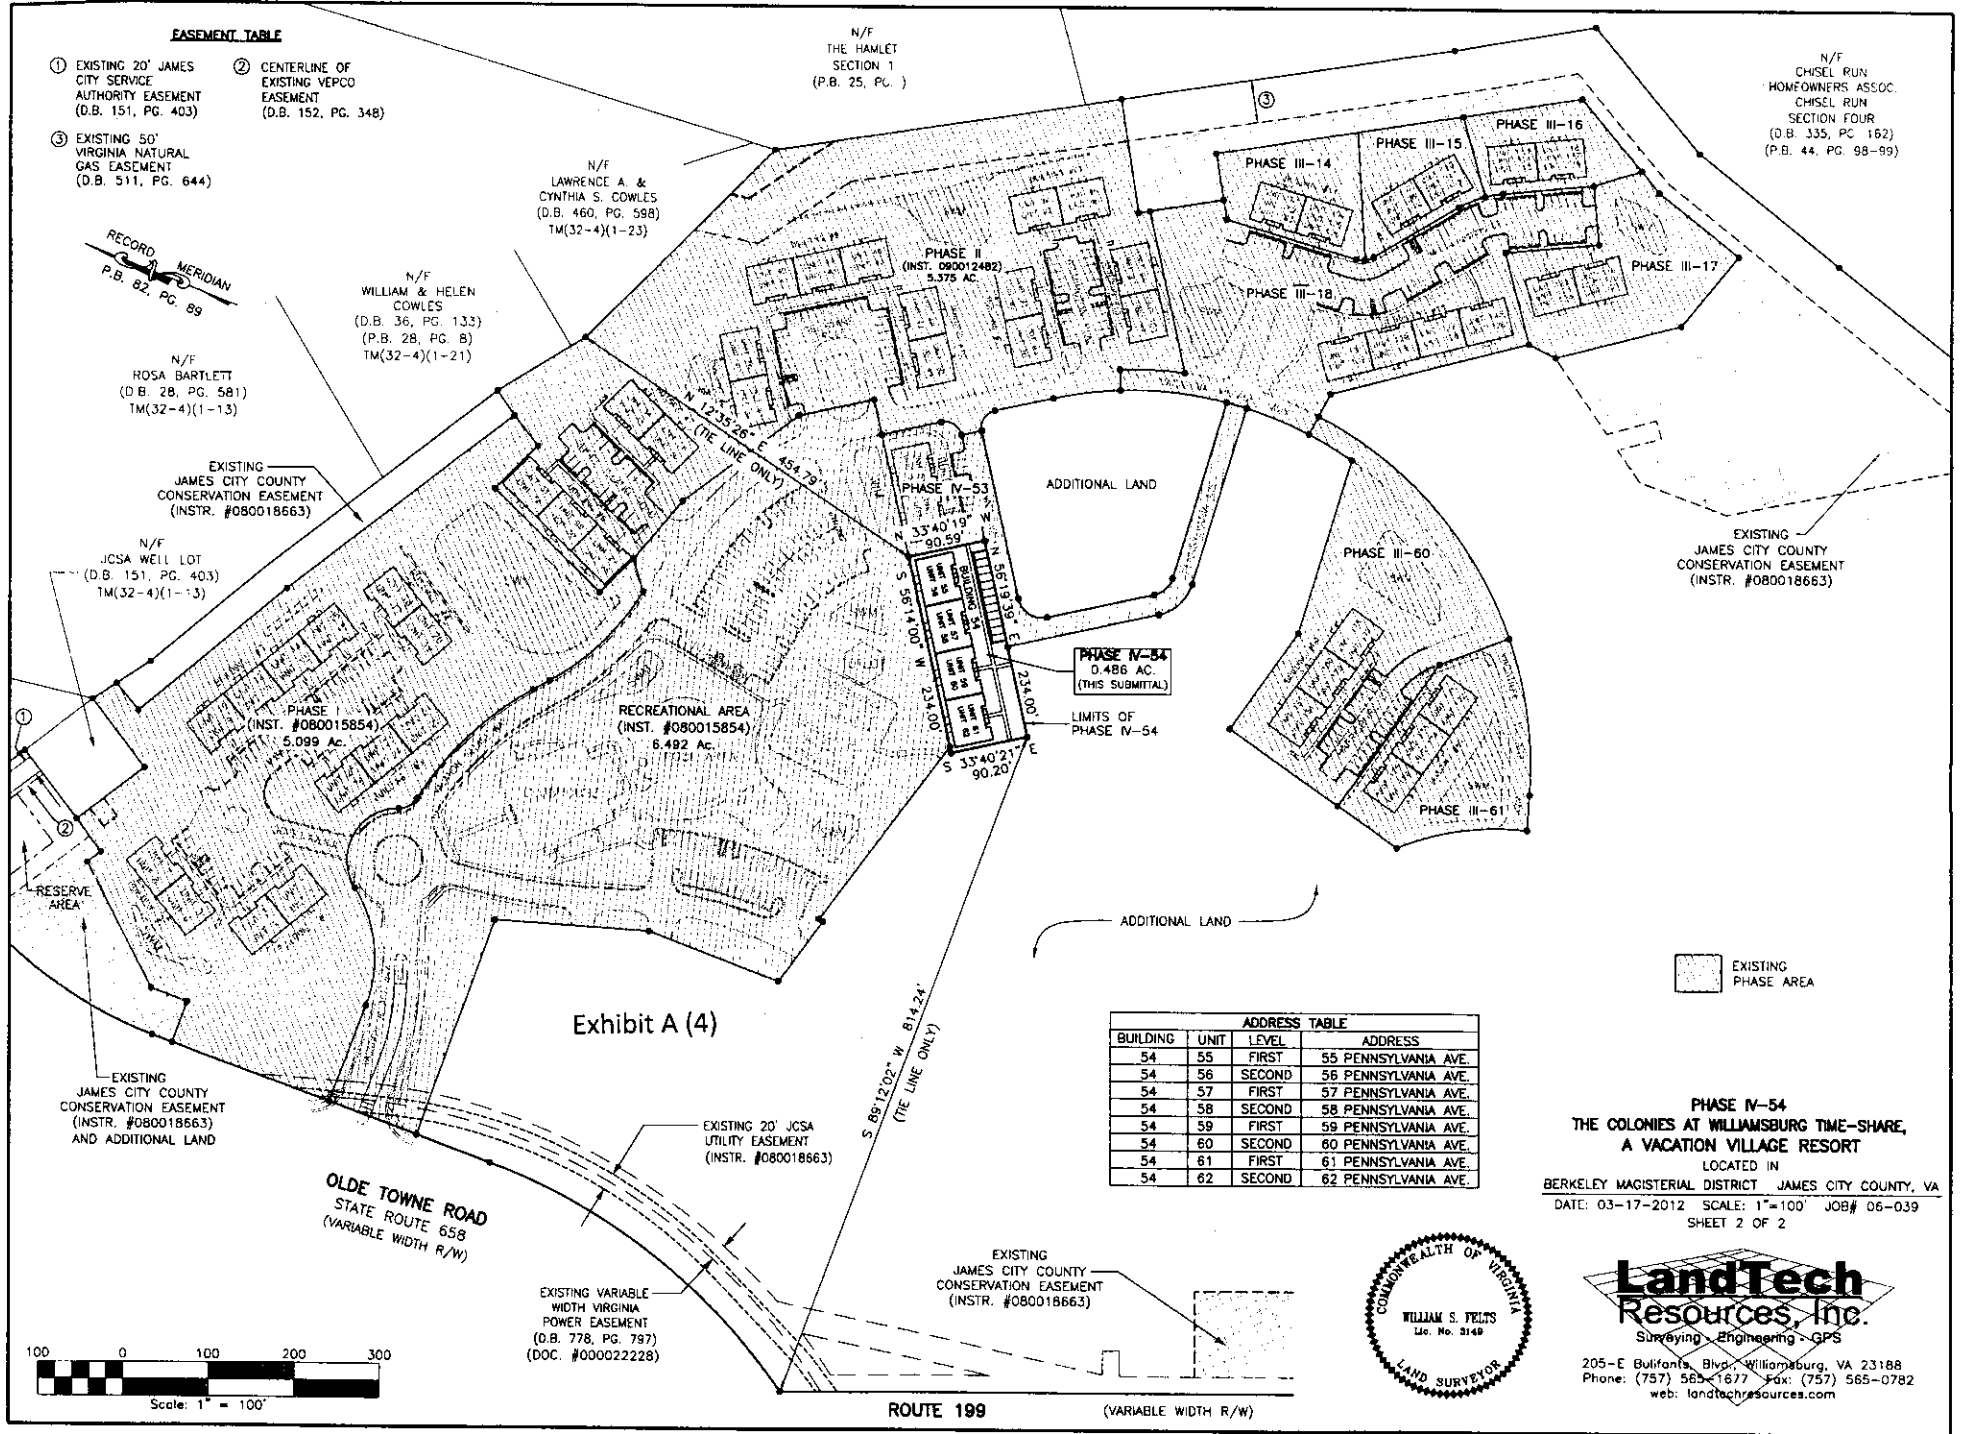 EASEMENT TABLE
① EXISTING 20' JAMES
CITY SERVICE
AUTHORITY EASEMENT
(D.B. 151, PG. 403)
② CENTERLINE OF
EXISTING VEPCO
EASEMENT
(D.B. 152, PG. 348)
③ EXISTING 50'
VIRGINIA NATURAL
GAS EASEMENT
(D.B. 511, PG. 644)
RECORD MERIDIAN
P.B. 82, PG. 89
N/F
THE HAMLET
SECTION 1
(P.B. 25, PG. )
N/F
CHISEL RUN
HOMEOWNERS ASSOC.
CHISEL RUN
SECTION FOUR
(D.B. 335, PG 162)
(P.B. 44, PG. 98-99)
N/F
LAWRENCE A. &
CYNTHIA S. COWLES
(D.B. 460, PG. 598)
TM(32-4)(1-23)
N/F
WILLIAM & HELEN
COWLES
(D.B. 36, PG. 133)
(P.B. 28, PG. 8)
TM(32-4)(1-21)
N/F
ROSA BARTLETT
(D.B. 28, PG. 581)
TM(32-4)(1-13)
EXISTING
JAMES CITY COUNTY
CONSERVATION EASEMENT
(INSTR. #080018663)
N/F
JCSA WELL LOT
(D.B. 151, PG. 403)
TM(32-4)(1-13)
③
PHASE III-14
PHASE III-15
PHASE III-16
PHASE III-17
PHASE III-18
PHASE II
(INST. 090012482)
5.375 AC.
N 12°35'26" E 454.79'
(TIE LINE ONLY)
PHASE IV-53
ADDITIONAL LAND
N 33°40'19" W
90.59'
N 56°19'39" E 234.00'
S 56°14'00" W 234.00'
S 33°40'21" E
90.20'
BUILDING 54
UNIT 55
UNIT 56
UNIT 57
UNIT 58
UNIT 59
UNIT 60
UNIT 61
UNIT 62
PHASE IV-54
0.486 AC.
(THIS SUBMITTAL)
LIMITS OF
PHASE IV-54
PHASE III-60
PHASE III-61
EXISTING
JAMES CITY COUNTY
CONSERVATION EASEMENT
(INSTR. #080018663)
PHASE I
(INST. #080015854)
5.099 Ac.
RECREATIONAL AREA
(INST. #080015854)
6.492 Ac.
①
②
RESERVE
AREA
ADDITIONAL LAND
EXISTING
PHASE AREA
Exhibit A (4)
S 89°12'02" W 814.24'
(TIE LINE ONLY)
EXISTING
JAMES CITY COUNTY
CONSERVATION EASEMENT
(INSTR. #080018663)
AND ADDITIONAL LAND
EXISTING 20' JCSA
UTILITY EASEMENT
(INSTR. #080018663)
OLDE TOWNE ROAD
STATE ROUTE 658
(VARIABLE WIDTH R/W)
EXISTING VARIABLE
WIDTH VIRGINIA
POWER EASEMENT
(D.B. 778, PG. 797)
(DOC. #000022228)
EXISTING
JAMES CITY COUNTY
CONSERVATION EASEMENT
(INSTR. #080018663)
ADDRESS TABLE
BUILDING UNIT LEVEL ADDRESS
54 55 FIRST 55 PENNSYLVANIA AVE.
54 56 SECOND 56 PENNSYLVANIA AVE.
54 57 FIRST 57 PENNSYLVANIA AVE.
54 58 SECOND 58 PENNSYLVANIA AVE.
54 59 FIRST 59 PENNSYLVANIA AVE.
54 60 SECOND 60 PENNSYLVANIA AVE.
54 61 FIRST 61 PENNSYLVANIA AVE.
54 62 SECOND 62 PENNSYLVANIA AVE.
PHASE IV-54
THE COLONIES AT WILLIAMSBURG TIME-SHARE,
A VACATION VILLAGE RESORT
LOCATED IN
BERKELEY MAGISTERIAL DISTRICT JAMES CITY COUNTY, VA
DATE: 03-17-2012 SCALE: 1"=100' JOB# 06-039
SHEET 2 OF 2
COMMONWEALTH OF VIRGINIA
WILLIAM S. FELTS
Lic. No. 3149
LAND SURVEYOR
LandTech
Resources, Inc.
Surveying - Engineering - GPS
205-E Bulifants Blvd., Williamsburg, VA 23188
Phone: (757) 565-1677 Fax: (757) 565-0782
web: landtechresources.com
100 0 100 200 300
Scale: 1" = 100'
ROUTE 199
(VARIABLE WIDTH R/W)